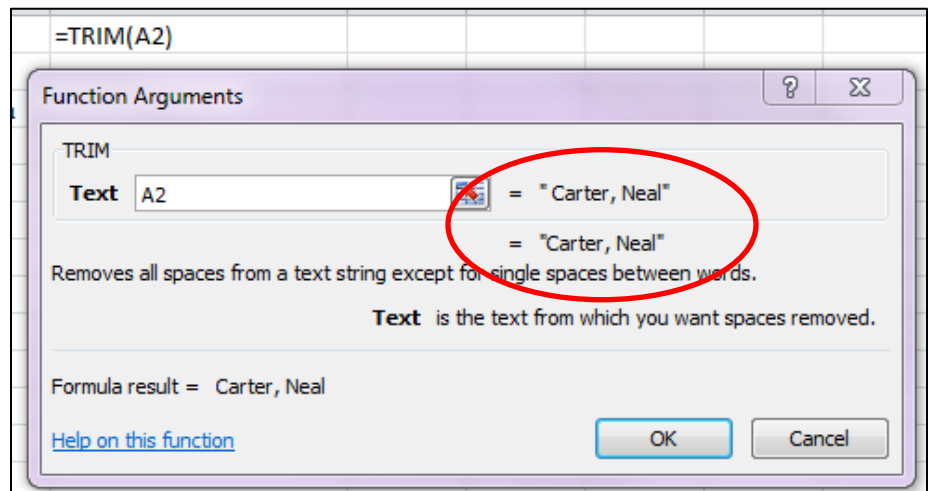 =TRIM(A2)
Function Arguments
TRIM
Text A2 = " Carter, Neal"
= "Carter, Neal"
Removes all spaces from a text string except for single spaces between words.
Text is the text from which you want spaces removed.
Formula result = Carter, Neal
Help on this function OK Cancel